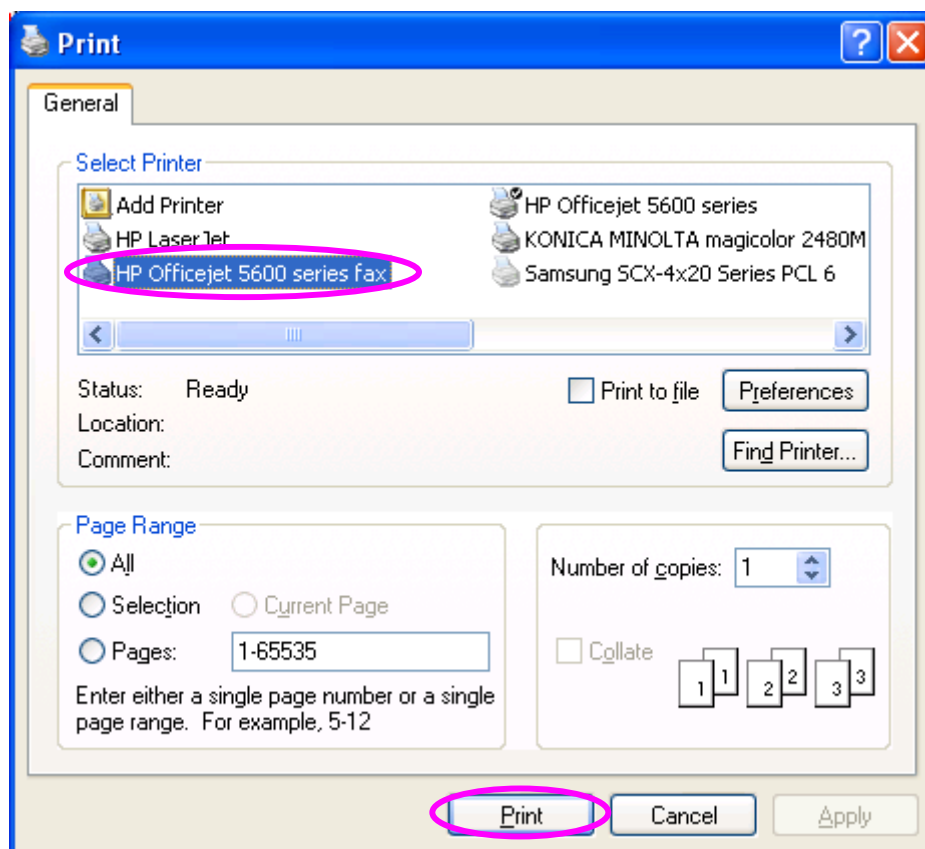 Print
General
Select Printer
Add Printer
HP LaserJet
HP Officejet 5600 series fax
HP Officejet 5600 series
KONICA MINOLTA magicolor 2480M
Samsung SCX-4x20 Series PCL 6
Status: Ready
Location:
Comment:
Print to file
Preferences
Find Printer...
Page Range
All
Selection Current Page
Pages: 1-65535
Enter either a single page number or a single
page range. For example, 5-12
Number of copies: 1
Collate
1 1 2 2 3 3
Print Cancel Apply